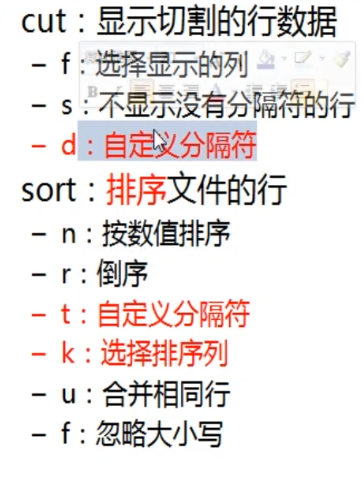 cut：显示切割的行数据
– f：选择显示的列
– s：不显示没有分隔符的行
– d：自定义分隔符
sort：排序文件的行
– n：按数值排序
– r：倒序
– t：自定义分隔符
– k：选择排序列
– u：合并相同行
– f：忽略大小写